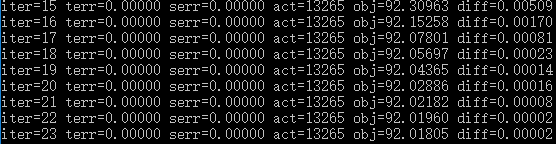 iter=15 terr=0.00000 serr=0.00000 act=13265 obj=92.30963 diff=0.00509
iter=16 terr=0.00000 serr=0.00000 act=13265 obj=92.15258 diff=0.00170
iter=17 terr=0.00000 serr=0.00000 act=13265 obj=92.07801 diff=0.00081
iter=18 terr=0.00000 serr=0.00000 act=13265 obj=92.05697 diff=0.00023
iter=19 terr=0.00000 serr=0.00000 act=13265 obj=92.04365 diff=0.00014
iter=20 terr=0.00000 serr=0.00000 act=13265 obj=92.02886 diff=0.00016
iter=21 terr=0.00000 serr=0.00000 act=13265 obj=92.02182 diff=0.00008
iter=22 terr=0.00000 serr=0.00000 act=13265 obj=92.01960 diff=0.00002
iter=23 terr=0.00000 serr=0.00000 act=13265 obj=92.01805 diff=0.00002